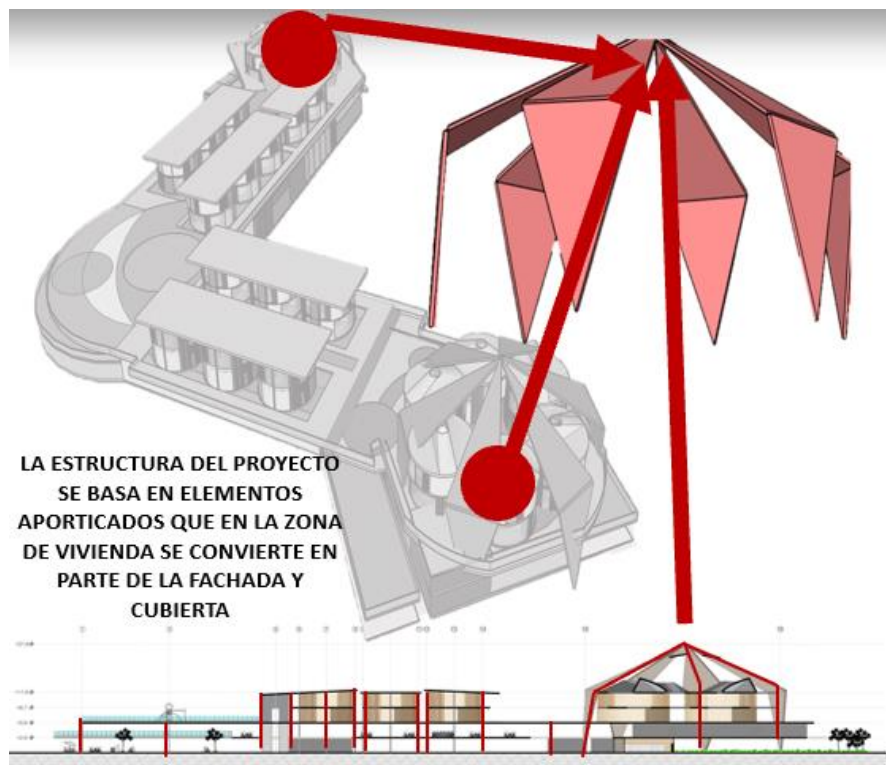 LA ESTRUCTURA DEL PROYECTO
SE BASA EN ELEMENTOS
APORTICADOS QUE EN LA ZONA
DE VIVIENDA SE CONVIERTE EN
PARTE DE LA FACHADA Y
CUBIERTA